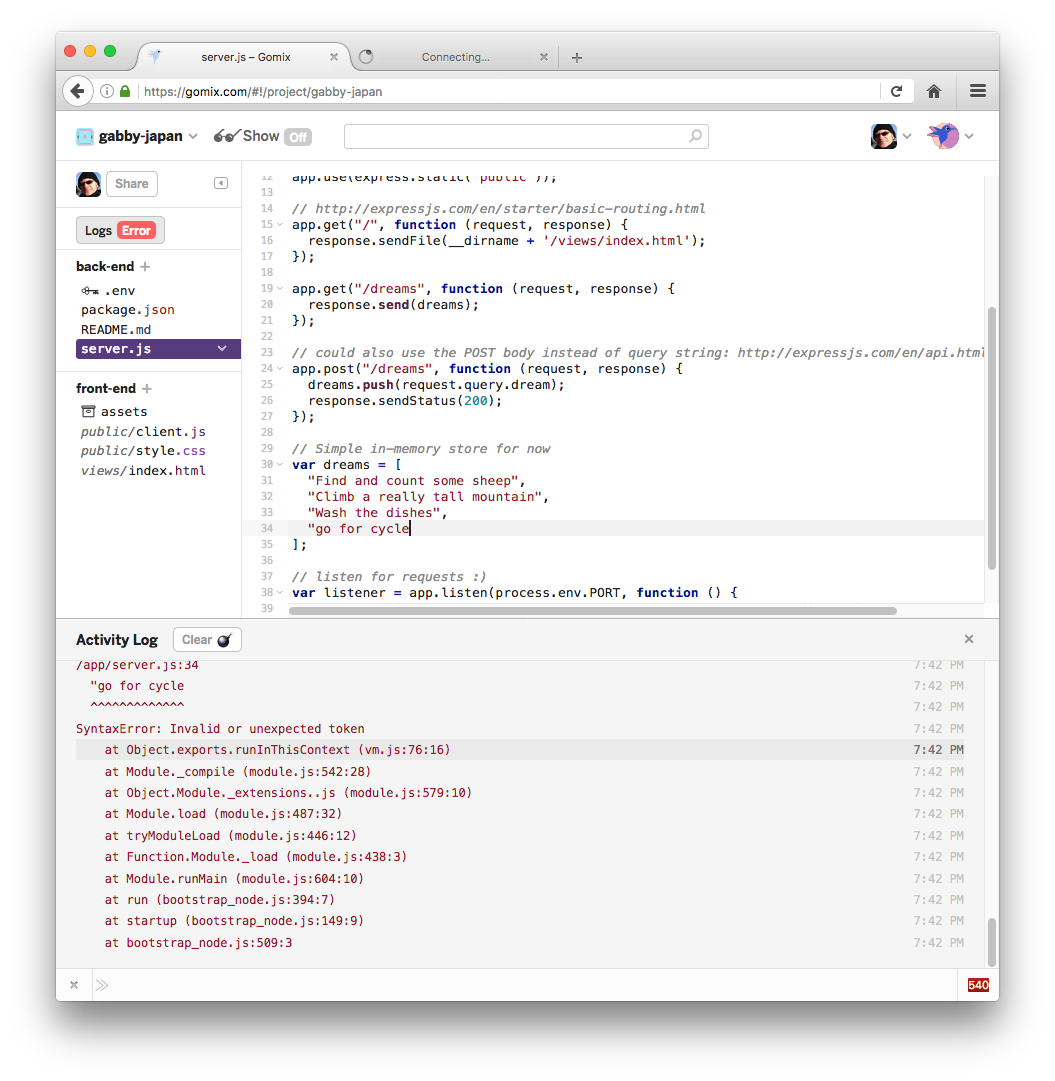 server.js – Gomix
Connecting...
https://gomix.com/#!/project/gabby-japan
gabby-japan
Show Off
Share
Logs Error
back-end +
.env
package.json
README.md
server.js
front-end +
assets
public/client.js
public/style.css
views/index.html
12 app.use(express.static('public'));
13
14 // http://expressjs.com/en/starter/basic-routing.html
15 app.get("/", function (request, response) {
16   response.sendFile(__dirname + '/views/index.html');
17 });
18
19 app.get("/dreams", function (request, response) {
20   response.send(dreams);
21 });
22
23 // could also use the POST body instead of query string: http://expressjs.com/en/api.html
24 app.post("/dreams", function (request, response) {
25   dreams.push(request.query.dream);
26   response.sendStatus(200);
27 });
28
29 // Simple in-memory store for now
30 var dreams = [
31   "Find and count some sheep",
32   "Climb a really tall mountain",
33   "Wash the dishes",
34   "go for cycle
35 ];
36
37 // listen for requests :)
38 var listener = app.listen(process.env.PORT, function () {
39
Activity Log Clear
/app/server.js:34 7:42 PM
"go for cycle 7:42 PM
^^^^^^^^^^^^^ 7:42 PM
SyntaxError: Invalid or unexpected token 7:42 PM
at Object.exports.runInThisContext (vm.js:76:16) 7:42 PM
at Module._compile (module.js:542:28) 7:42 PM
at Object.Module._extensions..js (module.js:579:10) 7:42 PM
at Module.load (module.js:487:32) 7:42 PM
at tryModuleLoad (module.js:446:12) 7:42 PM
at Function.Module._load (module.js:438:3) 7:42 PM
at Module.runMain (module.js:604:10) 7:42 PM
at run (bootstrap_node.js:394:7) 7:42 PM
at startup (bootstrap_node.js:149:9) 7:42 PM
at bootstrap_node.js:509:3 7:42 PM
540